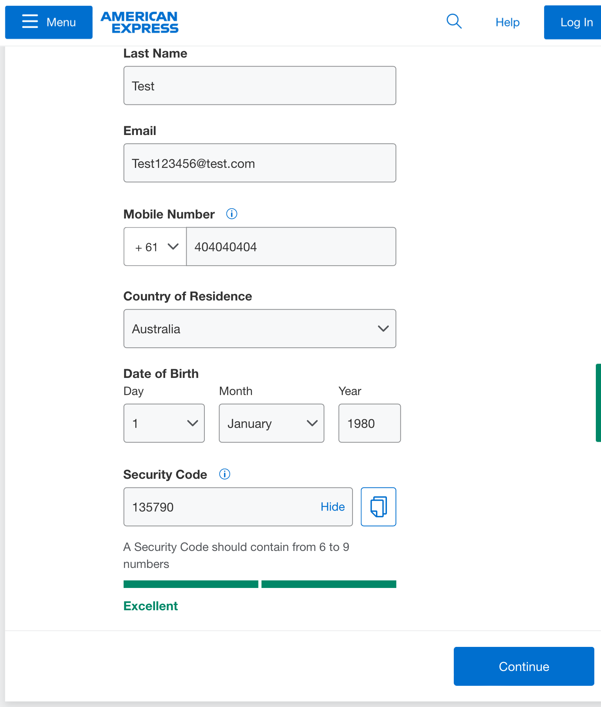 Menu
AMERICAN
EXPRESS
Help
Log In
Last Name
Test
Email
Test123456@test.com
Mobile Number
+ 61
404040404
Country of Residence
Australia
Date of Birth
Day
Month
Year
1
January
1980
Security Code
135790
Hide
A Security Code should contain from 6 to 9
numbers
Excellent
Continue